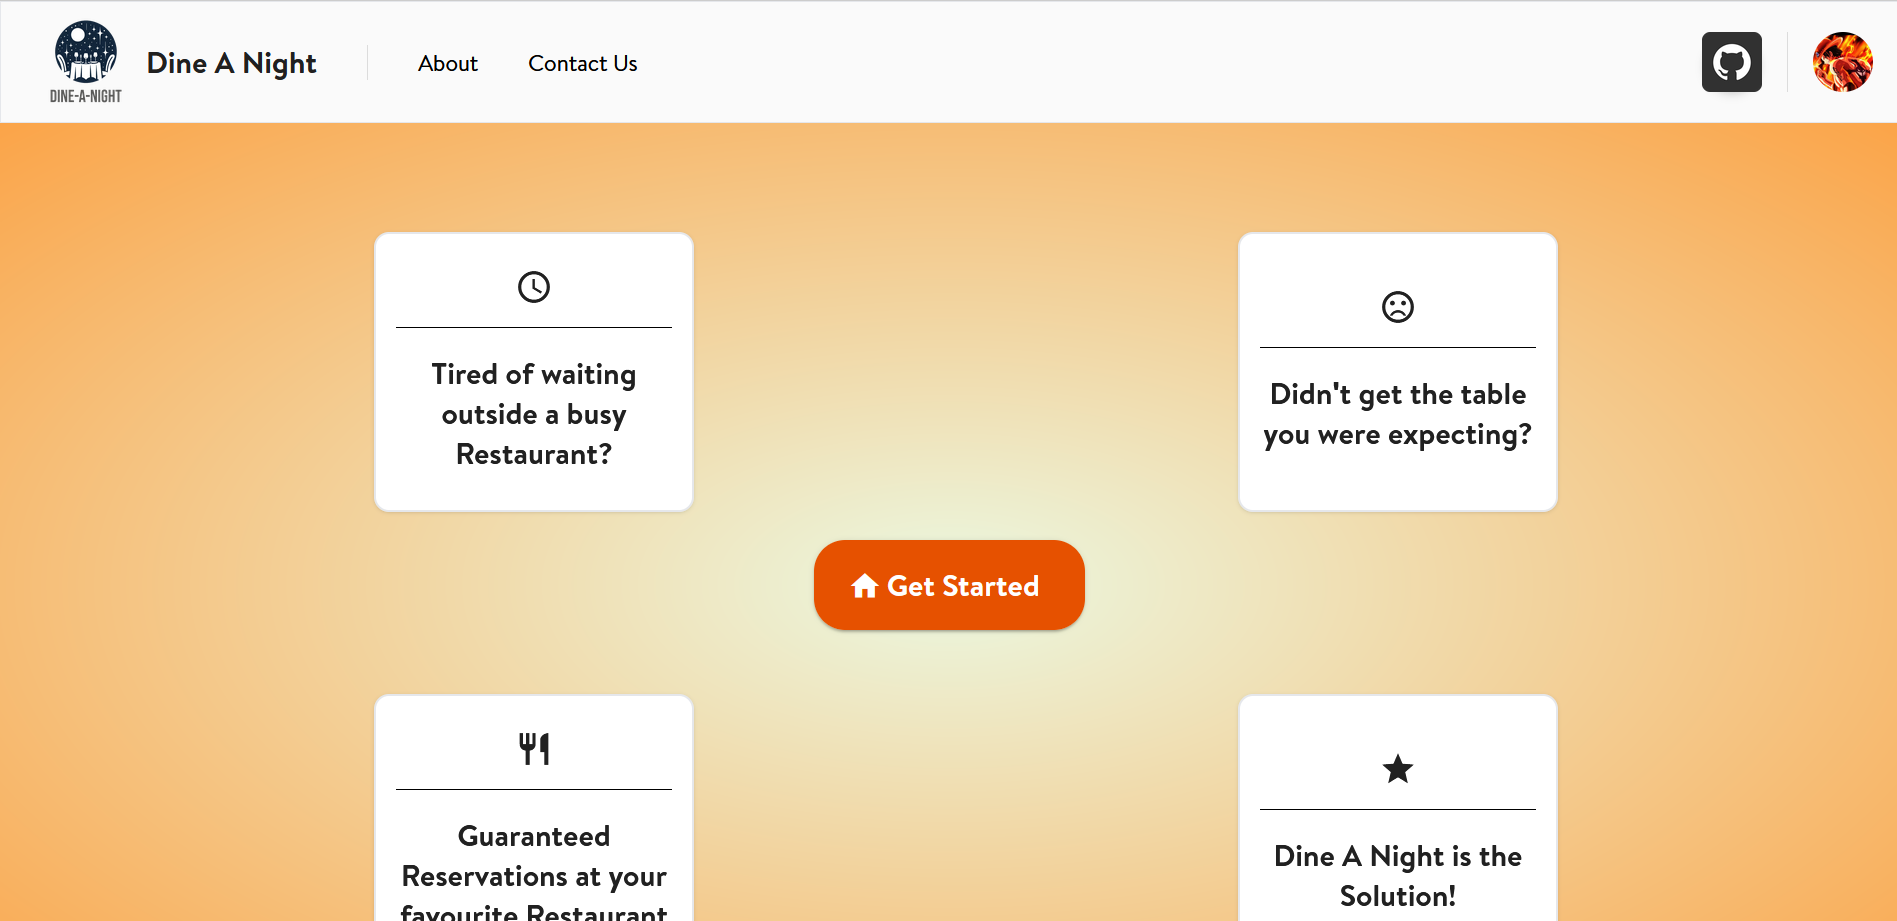 DINE-A-NIGHT
Dine A Night
About
Contact Us
Tired of waiting
outside a busy
Restaurant?
Didn't get the table
you were expecting?
Get Started
Guaranteed
Reservations at your
favourite Restaurant
Dine A Night is the
Solution!